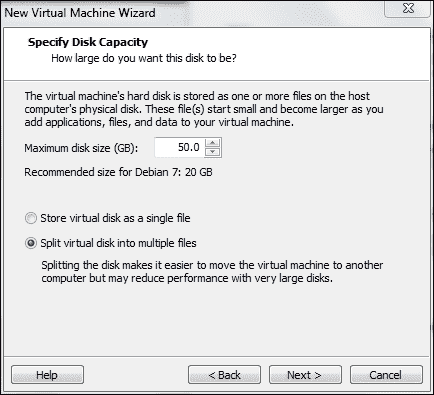 New Virtual Machine Wizard
Specify Disk Capacity
How large do you want this disk to be?
The virtual machine's hard disk is stored as one or more files on the host
computer's physical disk. These file(s) start small and become larger as you
add applications, files, and data to your virtual machine.
Maximum disk size (GB): 50.0
Recommended size for Debian 7: 20 GB
Store virtual disk as a single file
Split virtual disk into multiple files
Splitting the disk makes it easier to move the virtual machine to another
computer but may reduce performance with very large disks.
Help < Back Next > Cancel